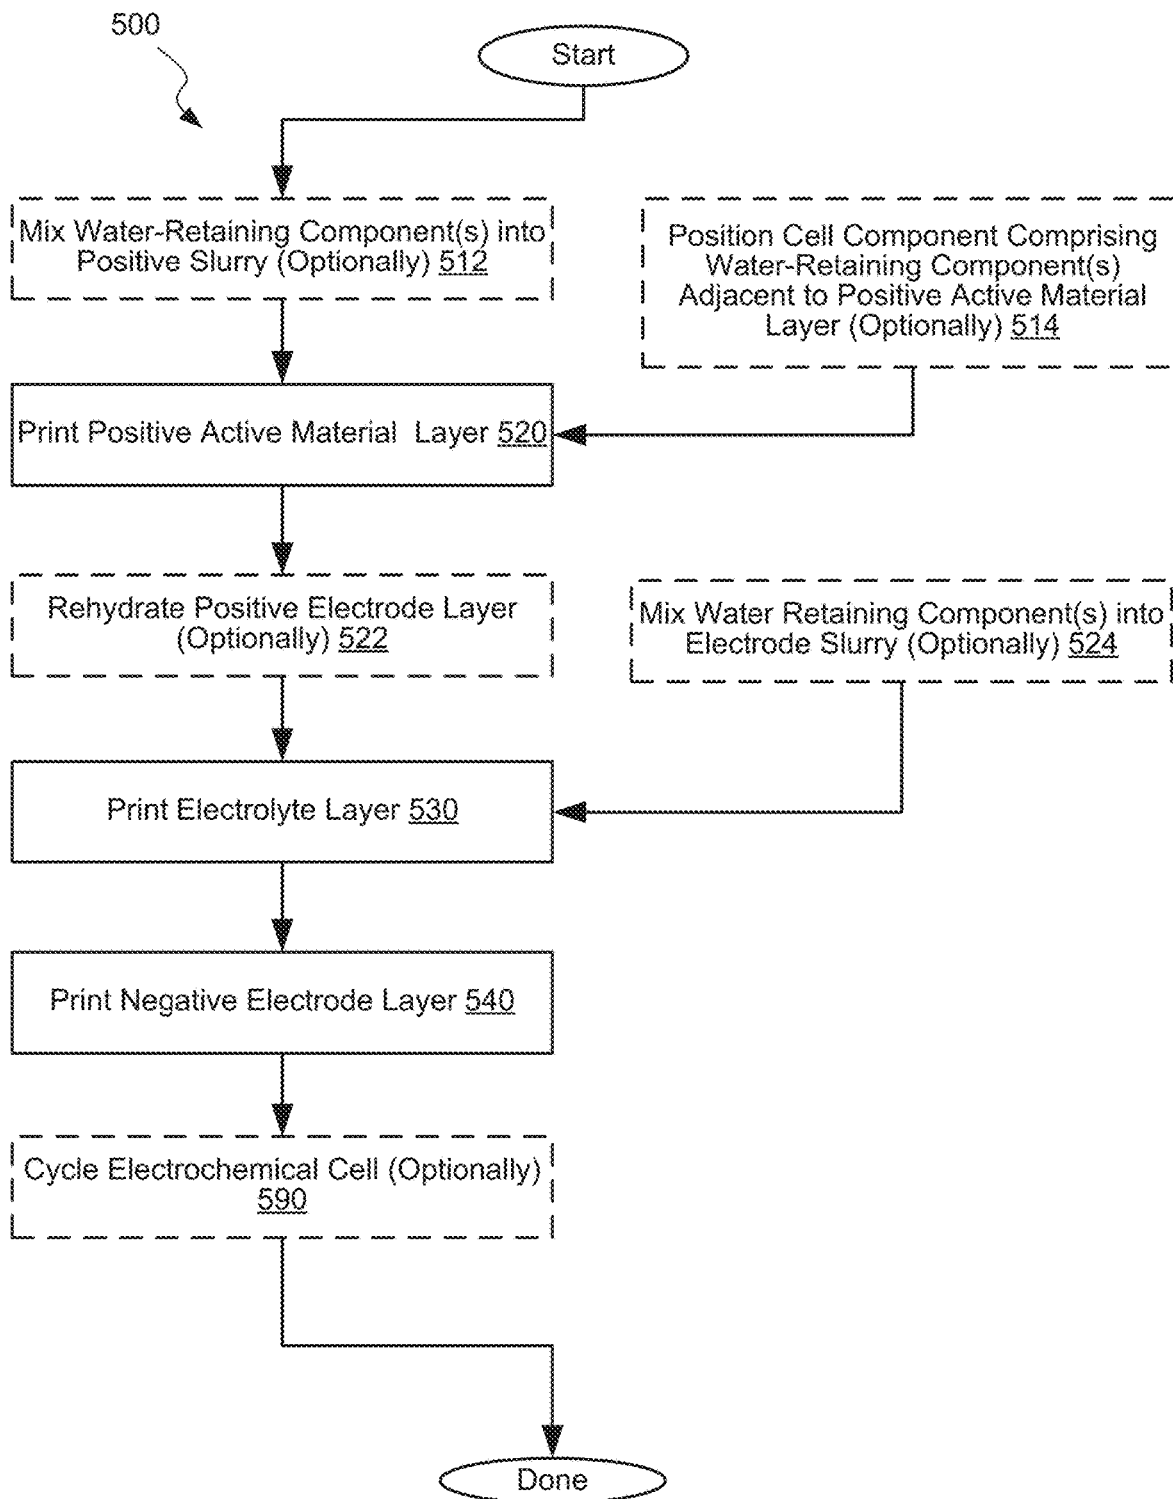 500
Start
Mix Water-Retaining Component(s) into
Positive Slurry (Optionally) 512
Position Cell Component Comprising
Water-Retaining Component(s)
Adjacent to Positive Active Material
Layer (Optionally) 514
Print Positive Active Material Layer 520
Rehydrate Positive Electrode Layer
(Optionally) 522
Mix Water Retaining Component(s) into
Electrode Slurry (Optionally) 524
Print Electrolyte Layer 530
Print Negative Electrode Layer 540
Cycle Electrochemical Cell (Optionally)
590
Done